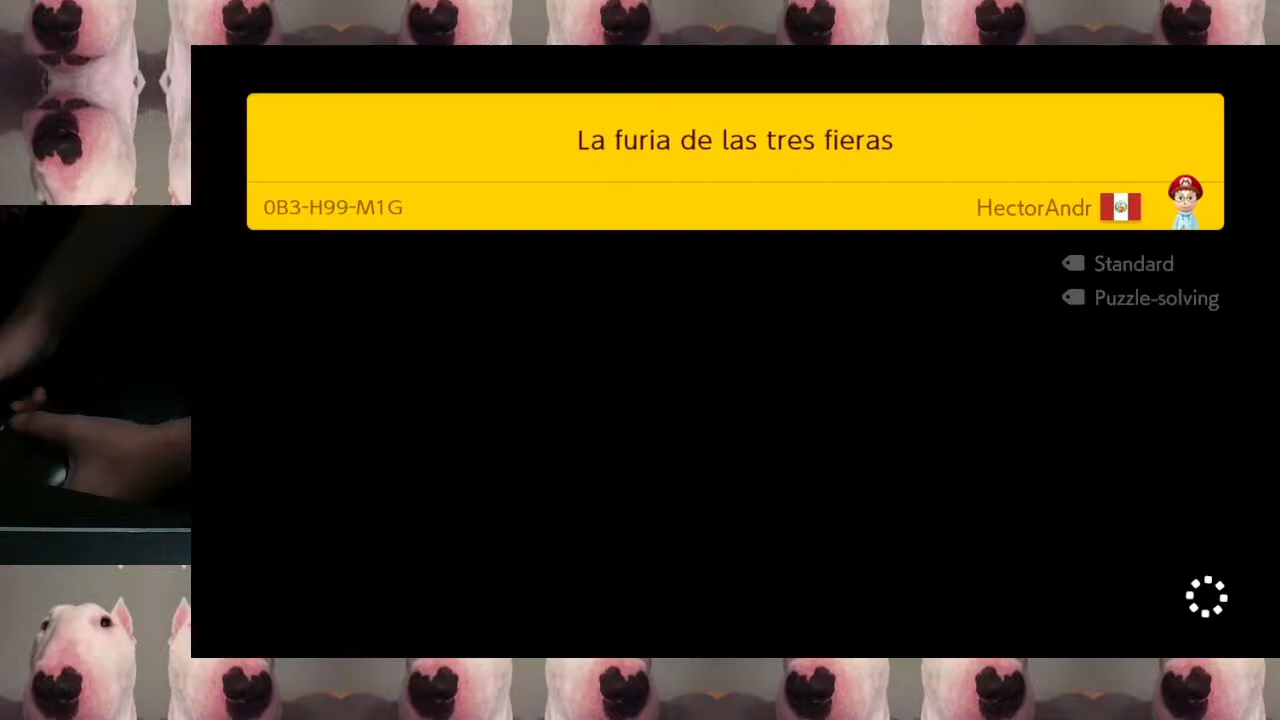 La furia de las tres fieras
0B3-H99-M1G
HectorAndr
Standard
Puzzle-solving